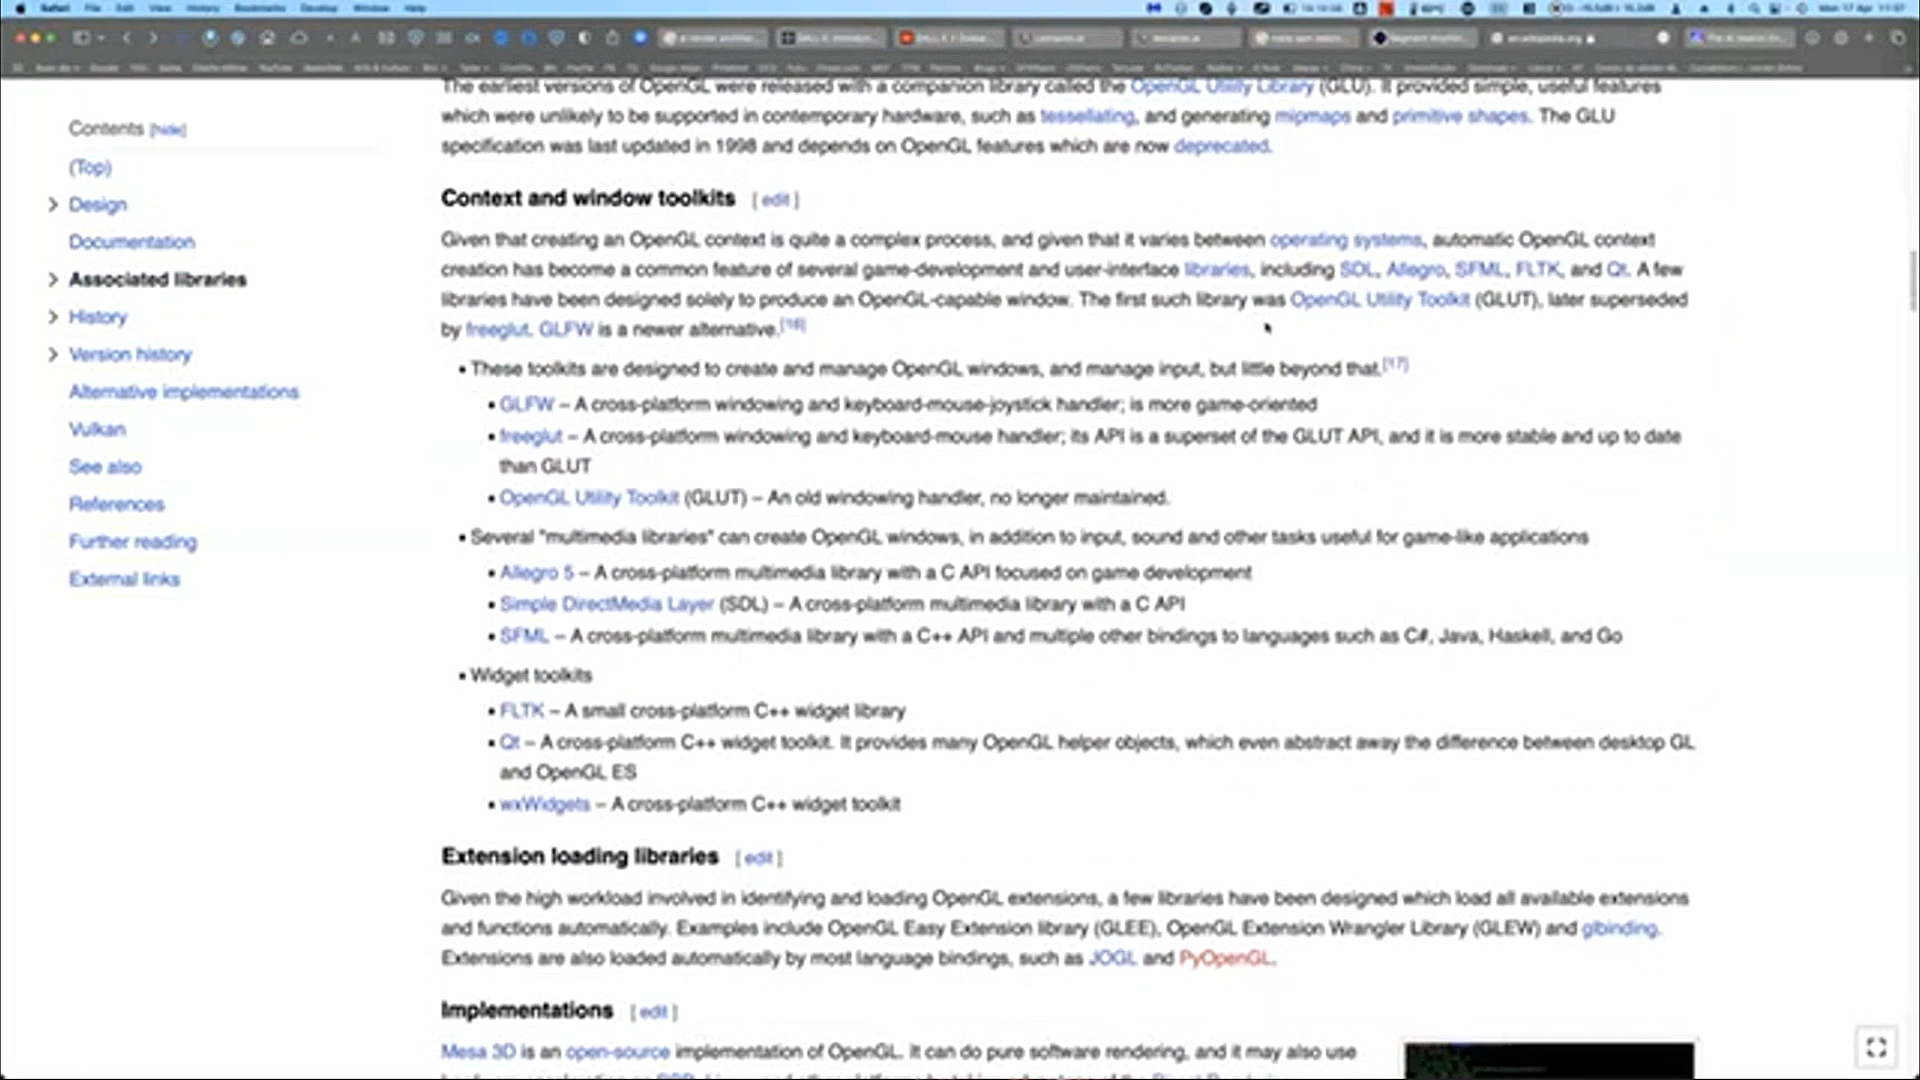 Safari File Edit View History Bookmarks Develop Window Help
Mon 17 Apr
Contents [hide]
(Top)
Design
Documentation
Associated libraries
History
Version history
Alternative implementations
Vulkan
See also
References
Further reading
External links
The earliest versions of OpenGL were released with a companion library called the OpenGL Utility Library (GLU). It provided simple, useful features
which were unlikely to be supported in contemporary hardware, such as tessellating, and generating mipmaps and primitive shapes. The GLU
specification was last updated in 1998 and depends on OpenGL features which are now deprecated.
Context and window toolkits [ edit ]
Given that creating an OpenGL context is quite a complex process, and given that it varies between operating systems, automatic OpenGL context
creation has become a common feature of several game-development and user-interface libraries, including SDL, Allegro, SFML, FLTK, and Qt. A few
libraries have been designed solely to produce an OpenGL-capable window. The first such library was OpenGL Utility Toolkit (GLUT), later superseded
by freeglut. GLFW is a newer alternative.[16]
• These toolkits are designed to create and manage OpenGL windows, and manage input, but little beyond that.[17]
• GLFW – A cross-platform windowing and keyboard-mouse-joystick handler; is more game-oriented
• freeglut – A cross-platform windowing and keyboard-mouse handler; its API is a superset of the GLUT API, and it is more stable and up to date
than GLUT
• OpenGL Utility Toolkit (GLUT) – An old windowing handler, no longer maintained.
• Several "multimedia libraries" can create OpenGL windows, in addition to input, sound and other tasks useful for game-like applications
• Allegro 5 – A cross-platform multimedia library with a C API focused on game development
• Simple DirectMedia Layer (SDL) – A cross-platform multimedia library with a C API
• SFML – A cross-platform multimedia library with a C++ API and multiple other bindings to languages such as C#, Java, Haskell, and Go
• Widget toolkits
• FLTK – A small cross-platform C++ widget library
• Qt – A cross-platform C++ widget toolkit. It provides many OpenGL helper objects, which even abstract away the difference between desktop GL
and OpenGL ES
• wxWidgets – A cross-platform C++ widget toolkit
Extension loading libraries [ edit ]
Given the high workload involved in identifying and loading OpenGL extensions, a few libraries have been designed which load all available extensions
and functions automatically. Examples include OpenGL Easy Extension library (GLEE), OpenGL Extension Wrangler Library (GLEW) and glbinding.
Extensions are also loaded automatically by most language bindings, such as JOGL and PyOpenGL.
Implementations [ edit ]
Mesa 3D is an open-source implementation of OpenGL. It can do pure software rendering, and it may also use